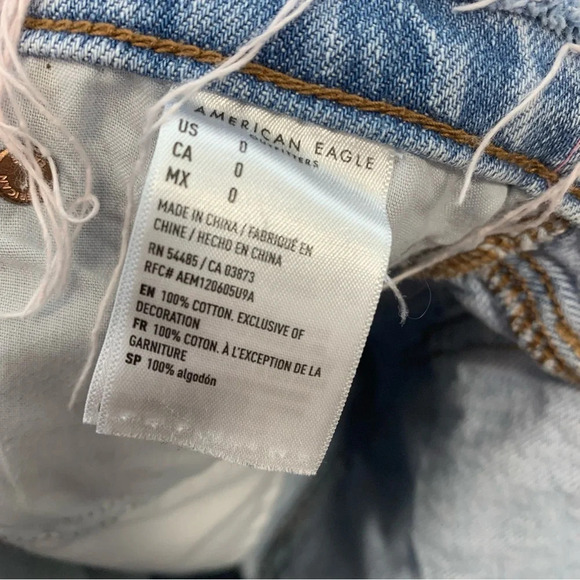 AMERICAN EAGLE
OUTFITTERS
US 0
CA 0
MX 0
MADE IN CHINA / FABRIQUÉ EN
CHINE / HECHO EN CHINA
RN 54485 / CA 03873
RFC# AEM120605U9A
EN 100% COTTON. EXCLUSIVE OF
DECORATION
FR 100% COTON. À L'EXCEPTION DE LA
GARNITURE
SP 100% algodón